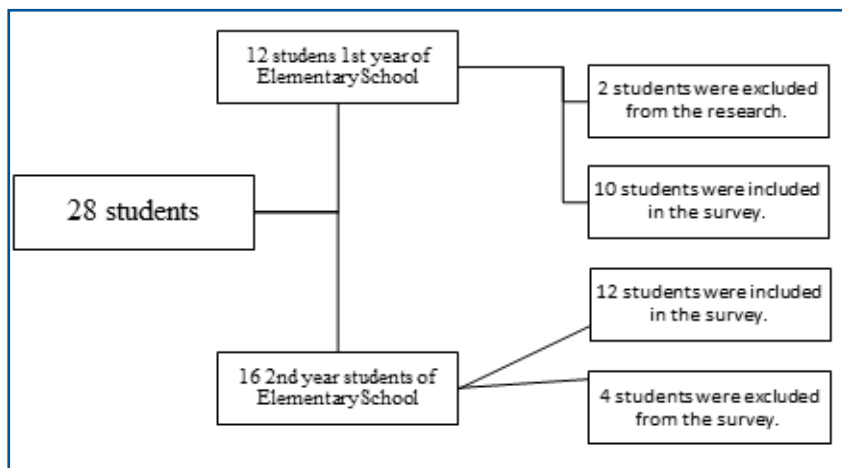 12 studens 1st year of
Elementary School
2 students were excluded
from the research.
28 students
10 students were included
in the survey.
12 students were included
in the survey.
16 2nd year students of
Elementary School
4 students were excluded
from the survey.